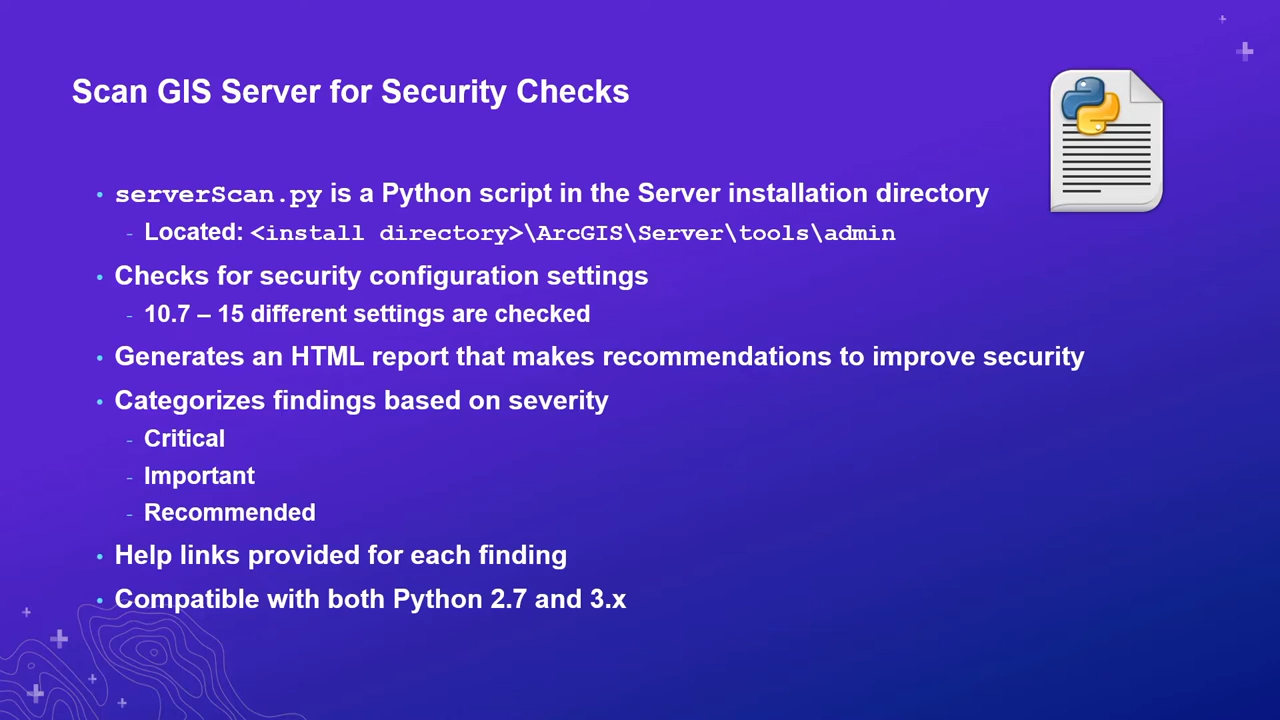 Scan GIS Server for Security Checks
• serverScan.py is a Python script in the Server installation directory
- Located: <install directory>\ArcGIS\Server\tools\admin
• Checks for security configuration settings
- 10.7 – 15 different settings are checked
• Generates an HTML report that makes recommendations to improve security
• Categorizes findings based on severity
- Critical
- Important
- Recommended
• Help links provided for each finding
• Compatible with both Python 2.7 and 3.x